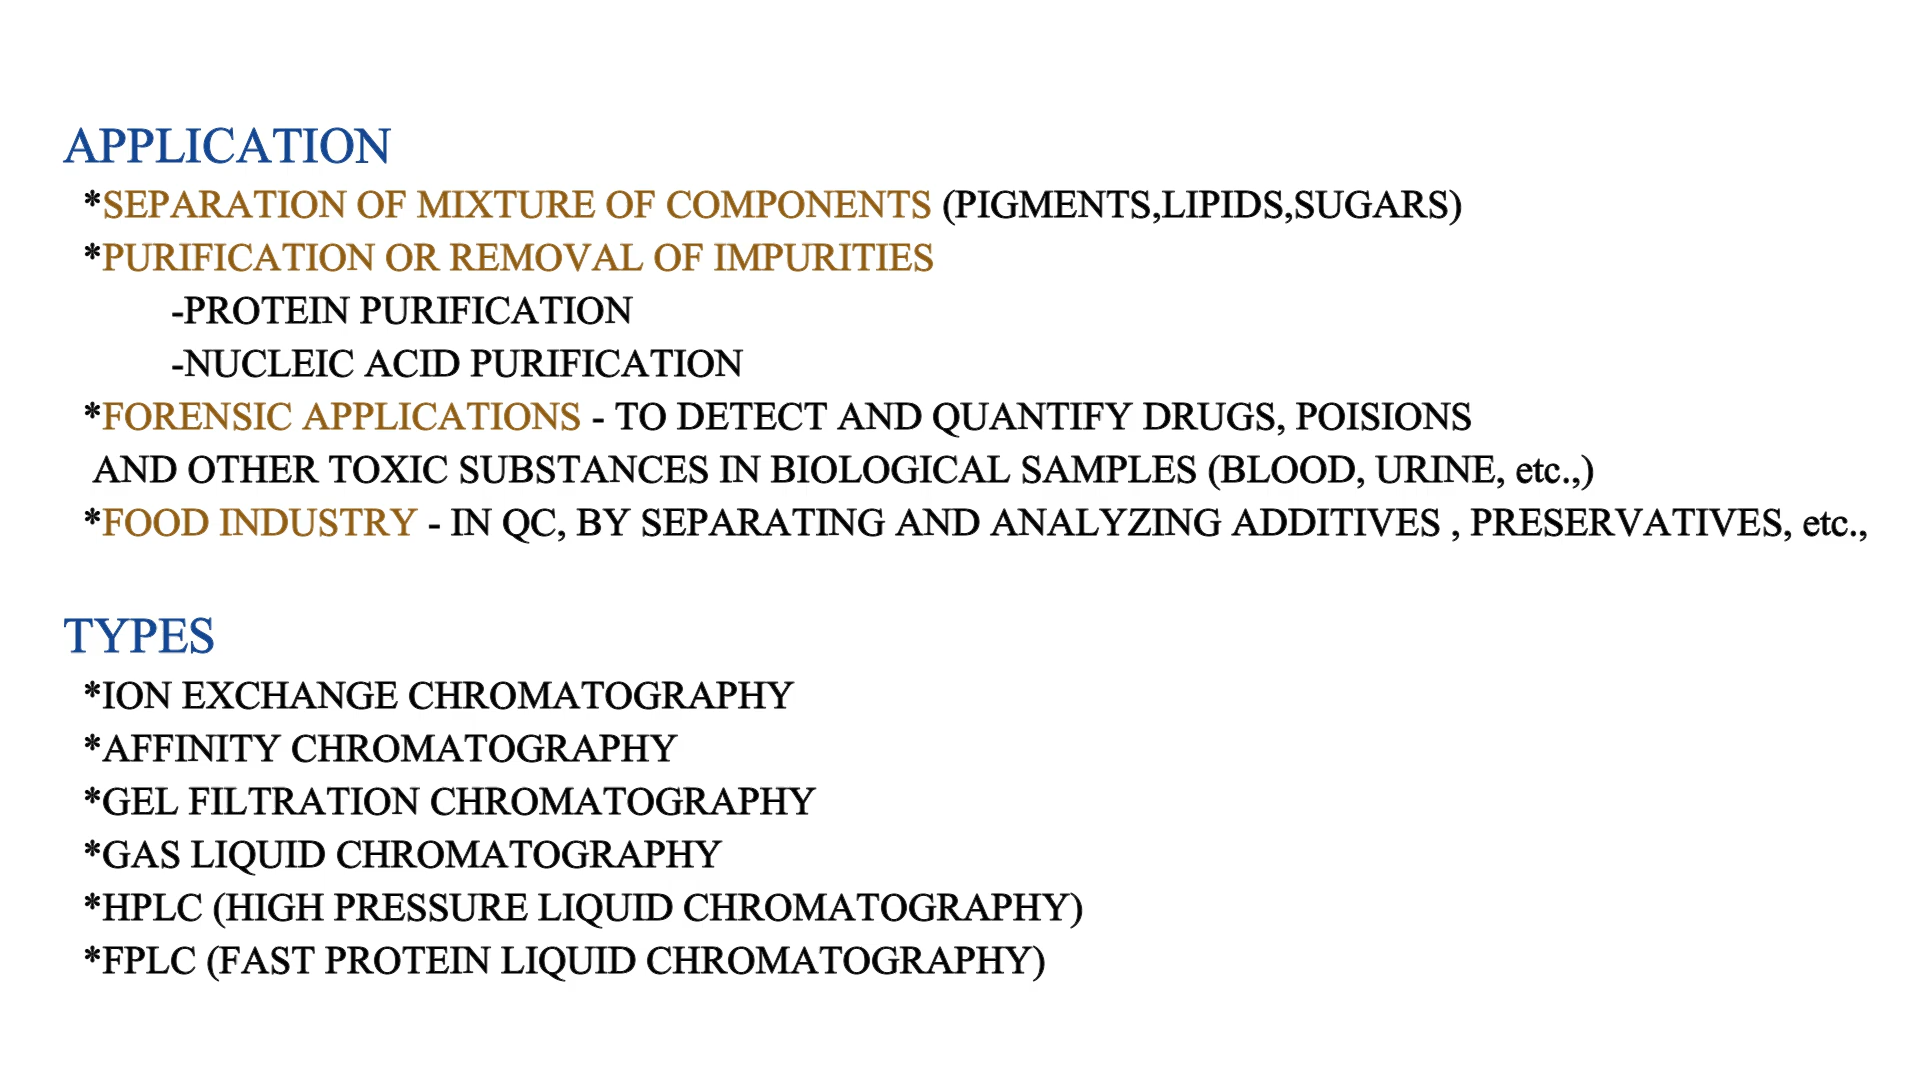 APPLICATION
*SEPARATION OF MIXTURE OF COMPONENTS (PIGMENTS,LIPIDS,SUGARS)
*PURIFICATION OR REMOVAL OF IMPURITIES
-PROTEIN PURIFICATION
-NUCLEIC ACID PURIFICATION
*FORENSIC APPLICATIONS - TO DETECT AND QUANTIFY DRUGS, POISIONS
AND OTHER TOXIC SUBSTANCES IN BIOLOGICAL SAMPLES (BLOOD, URINE, etc.,)
*FOOD INDUSTRY - IN QC, BY SEPARATING AND ANALYZING ADDITIVES , PRESERVATIVES, etc.,
TYPES
*ION EXCHANGE CHROMATOGRAPHY
*AFFINITY CHROMATOGRAPHY
*GEL FILTRATION CHROMATOGRAPHY
*GAS LIQUID CHROMATOGRAPHY
*HPLC (HIGH PRESSURE LIQUID CHROMATOGRAPHY)
*FPLC (FAST PROTEIN LIQUID CHROMATOGRAPHY)